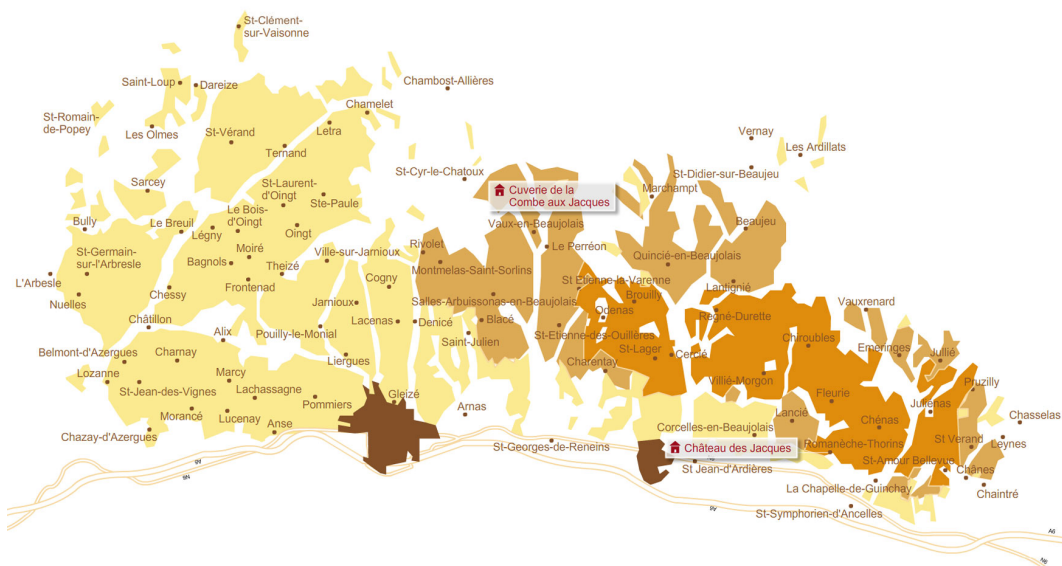 St-Clément-
sur-Vaisonne
Saint-Loup
Dareize
Chambost-Allières
Chamelet
St-Romain-
de-Popey
Les Olmes
St-Vérand
Letra
Ternand
Vernay
Les Ardillats
St-Cyr-le-Chatoux
St-Didier-sur-Beaujeu
Sarcey
St-Laurent-
d'Oingt
Ste-Paule
Cuverie de la
Combe aux Jacques
Marchampt
Bully
Le Breuil
Le Bois-
d'Oingt
Légny
Oingt
Vaux-en-Beaujolais
Beaujeu
St-Germain-
sur-l'Arbresle
Moiré
Bagnols
Theizé
Ville-sur-Jarnioux
Rivolet
Le Perréon
Montmelas-Saint-Sorlins
Quincié-en-Beaujolais
L'Arbesle
Nuelles
Chessy
Frontenad
Cogny
St Etienne-la-Varenne
Lantignié
Jarnioux
Salles-Arbuissonas-en-Beaujolais
Brouilly
Odenas
Regné-Durette
Vauxrenard
Châtillon
Alix
Pouilly-le-Monial
Lacenas
Denicé
Blacé
Saint-Julien
St-Etienne-des-Ouillères
St-Lager
Cerclé
Chiroubles
Emeringes
Jullié
Belmont-d'Azergues
Charnay
Liergues
Charentay
Lozanne
St-Jean-des-Vignes
Marcy
Lachassagne
Gleizé
Villié-Morgon
Fleurie
Pruzilly
Morancé
Lucenay
Pommiers
Arnas
Lancié
Juliénas
Chasselas
Chazay-d'Azergues
Anse
Corcelles-en-Beaujolais
Chénas
St-Georges-de-Reneins
Château des Jacques
Romanèche-Thorins
St Verand
Leynes
St Jean-d'Ardières
St-Amour Bellevue
Chânes
La Chapelle-de-Guinchay
Chaintré
St-Symphorien-d'Ancelles
A6
N6
A6
A6
N6